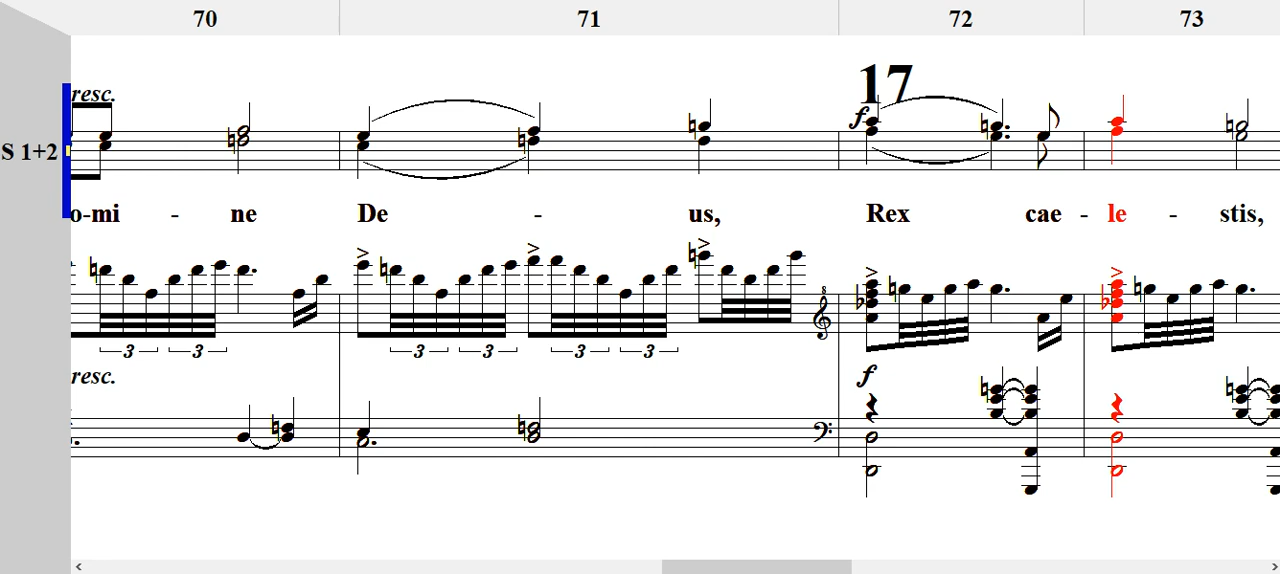 70 71 72 73
17
resc.
f
S 1+2
o-mi - ne De - us, Rex cae - le - stis,
8
3 3 3 3 3 3
resc.
f